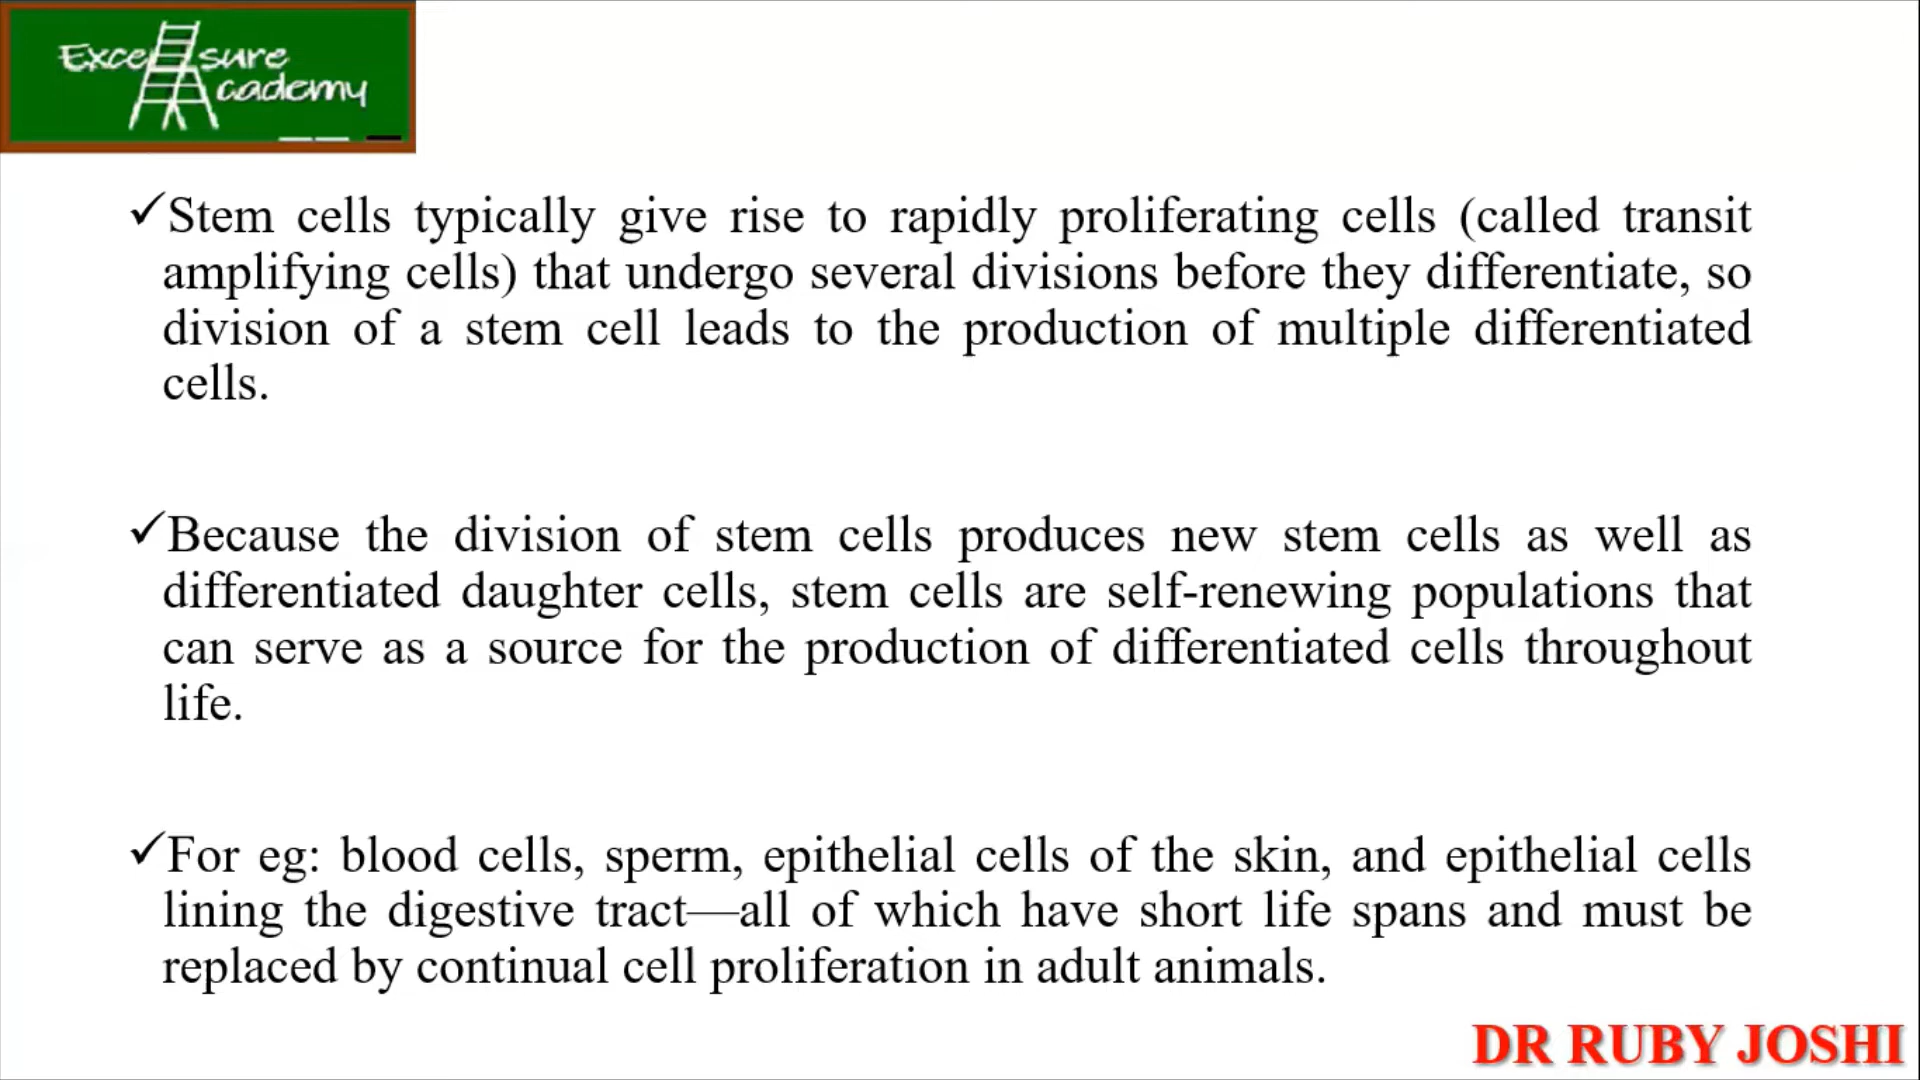 Excel sure
Academy
✓Stem cells typically give rise to rapidly proliferating cells (called transit
amplifying cells) that undergo several divisions before they differentiate, so
division of a stem cell leads to the production of multiple differentiated
cells.
✓Because the division of stem cells produces new stem cells as well as
differentiated daughter cells, stem cells are self-renewing populations that
can serve as a source for the production of differentiated cells throughout
life.
✓For eg: blood cells, sperm, epithelial cells of the skin, and epithelial cells
lining the digestive tract—all of which have short life spans and must be
replaced by continual cell proliferation in adult animals.
DR RUBY JOSHI